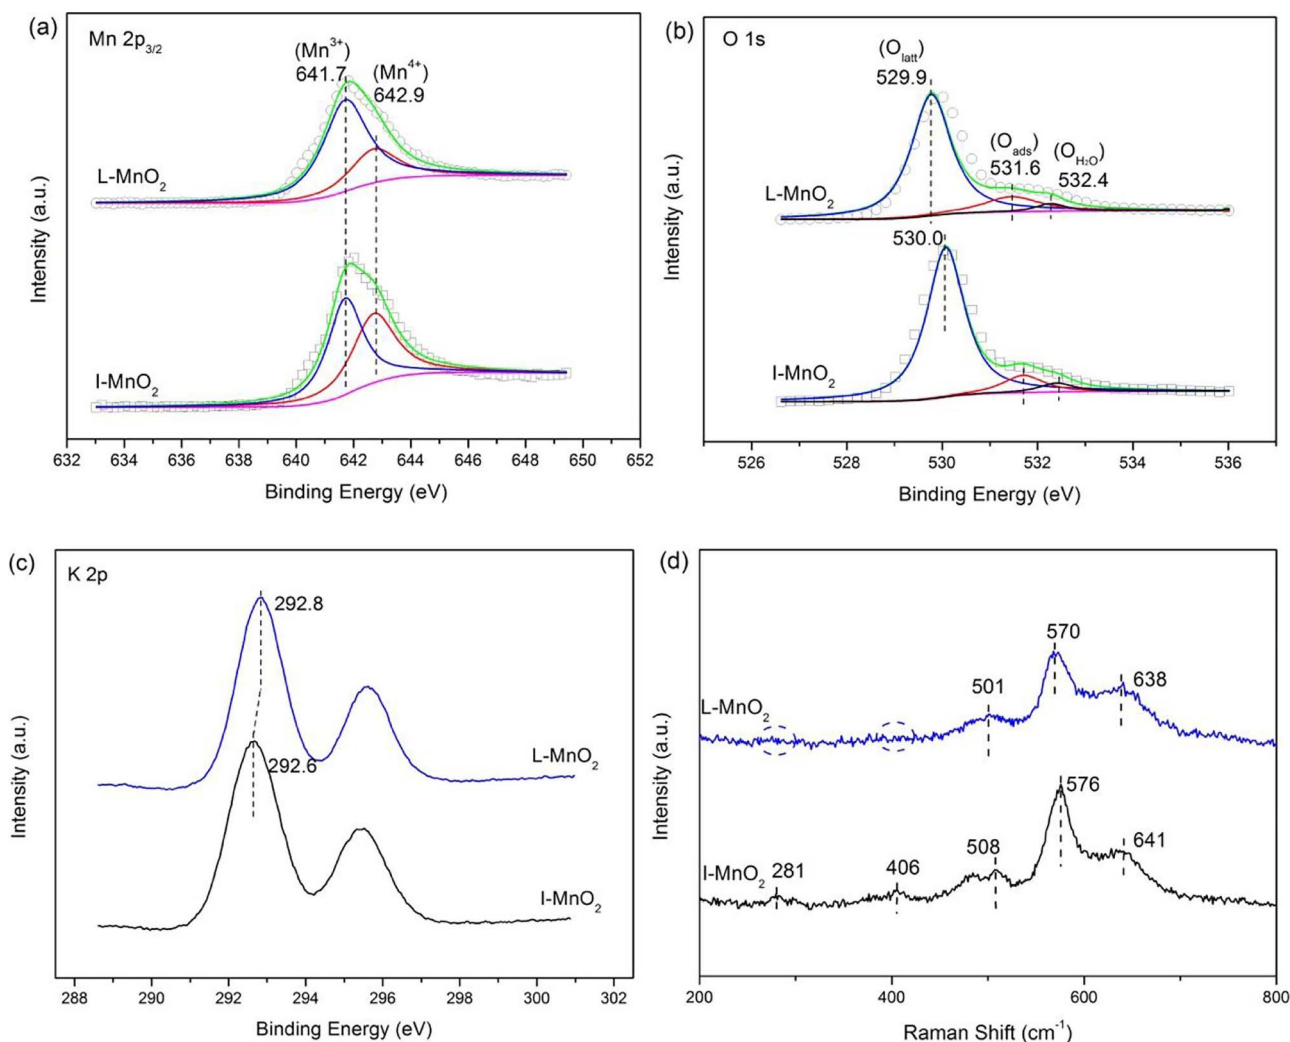 (a)
Mn 2p3/2
(Mn3+)
641.7
(Mn4+)
642.9
L-MnO2
I-MnO2
Intensity (a.u.)
632 634 636 638 640 642 644 646 648 650 652
Binding Energy (eV)
(b)
O 1s
(Olatt)
529.9
(Oads)
531.6
(OH2O)
532.4
L-MnO2
530.0
I-MnO2
Intensity (a.u.)
526 528 530 532 534 536
Binding Energy (eV)
(c)
K 2p
292.8
L-MnO2
292.6
I-MnO2
Intensity (a.u.)
288 290 292 294 296 298 300 302
Binding Energy (eV)
(d)
570
501
638
L-MnO2
576
508
641
406
281
I-MnO2
Intensity (a.u.)
200 400 600 800
Raman Shift (cm-1)